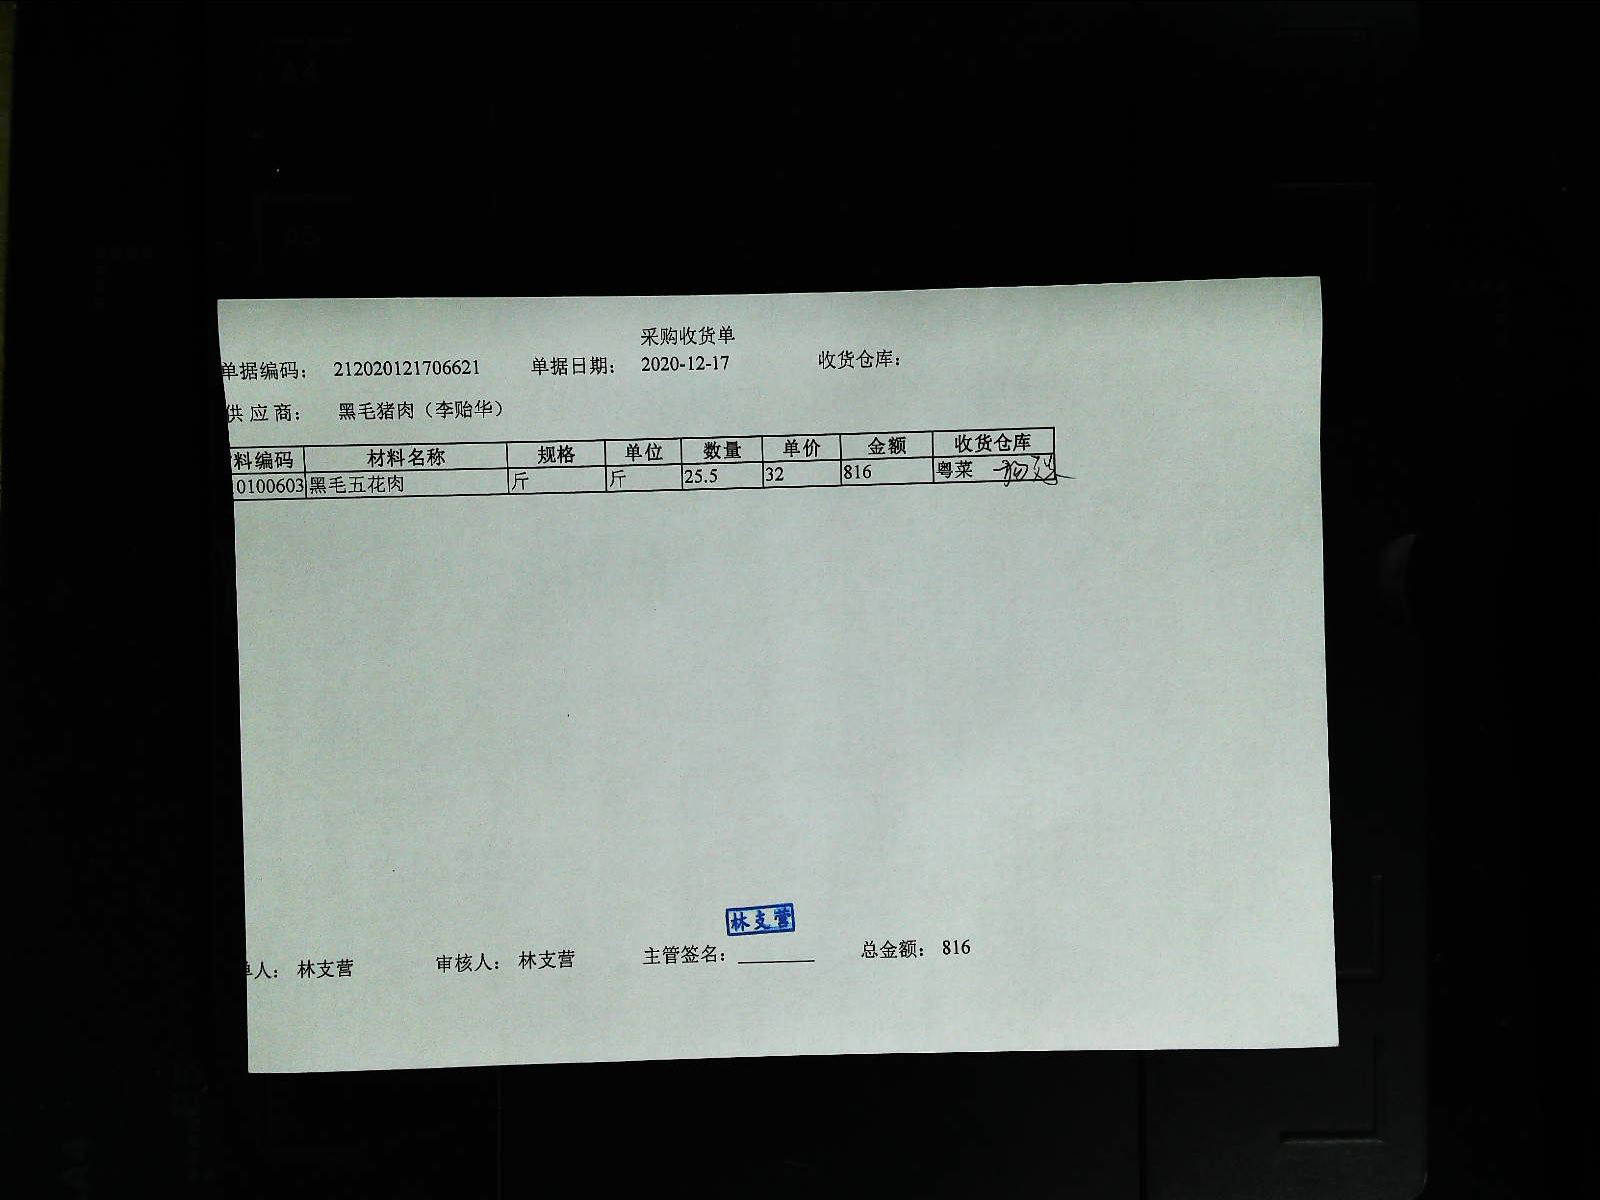 采购收货单
单据编码： 212020121706621 单据日期： 2020-12-17 收货仓库：
供 应 商： 黑毛猪肉（李贻华）
料编码 材料名称 规格 单位 数量 单价 金额 收货仓库
0100603 黑毛五花肉 斤 斤 25.5 32 816 粤菜
林支营
单人： 林支营 审核人： 林支营 主管签名： 总金额： 816